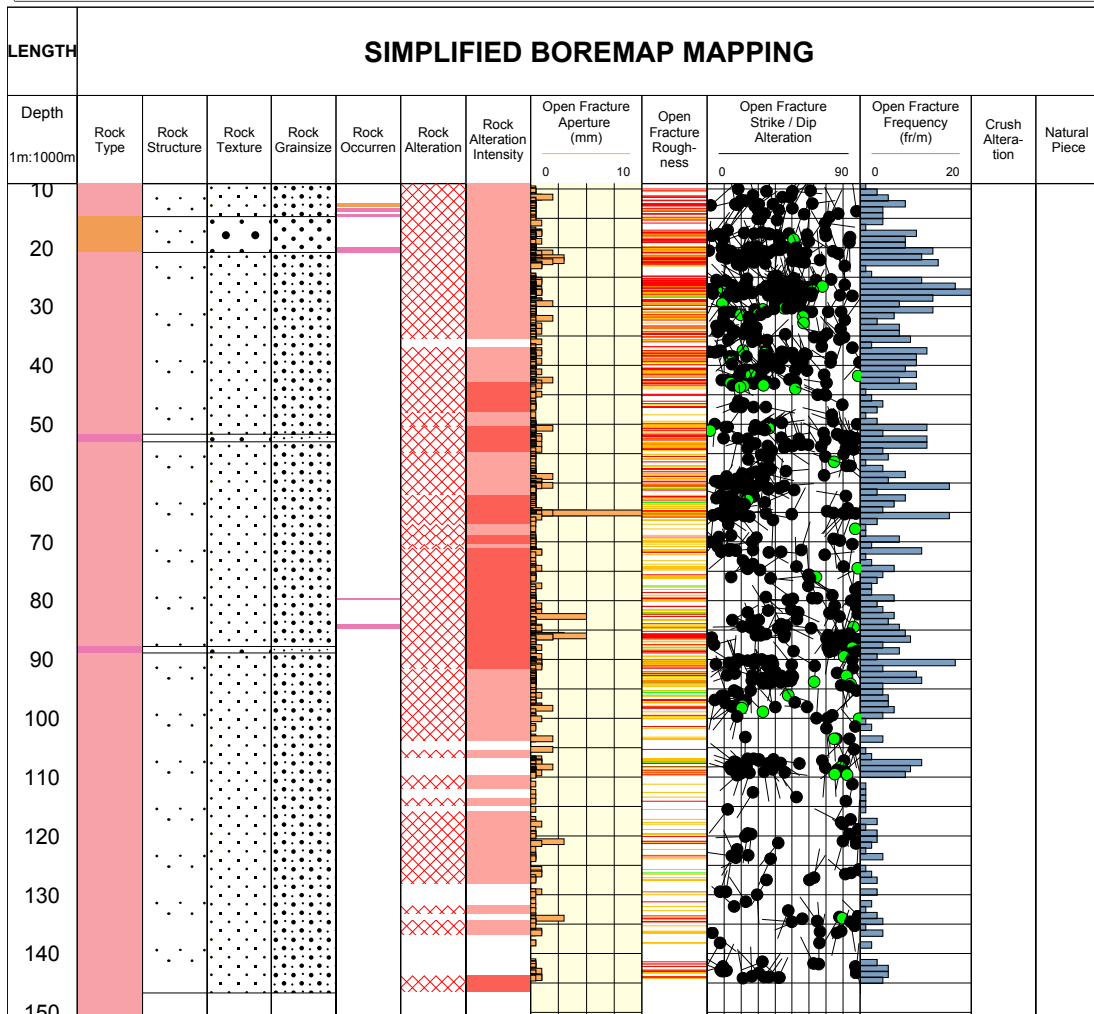 SIMPLIFIED BOREMAP MAPPING
LENGTH
Depth
1m:1000m
Rock
Type
Rock
Structure
Rock
Texture
Rock
Grainsize
Rock
Occurren
Rock
Alteration
Rock
Alteration
Intensity
Open Fracture
Aperture
(mm)
0 10
Open
Fracture
Rough-
ness
Open Fracture
Strike / Dip
Alteration
0 90
Open Fracture
Frequency
(fr/m)
0 20
Crush
Altera-
tion
Natural
Piece
10
20
30
40
50
60
70
80
90
100
110
120
130
140
150